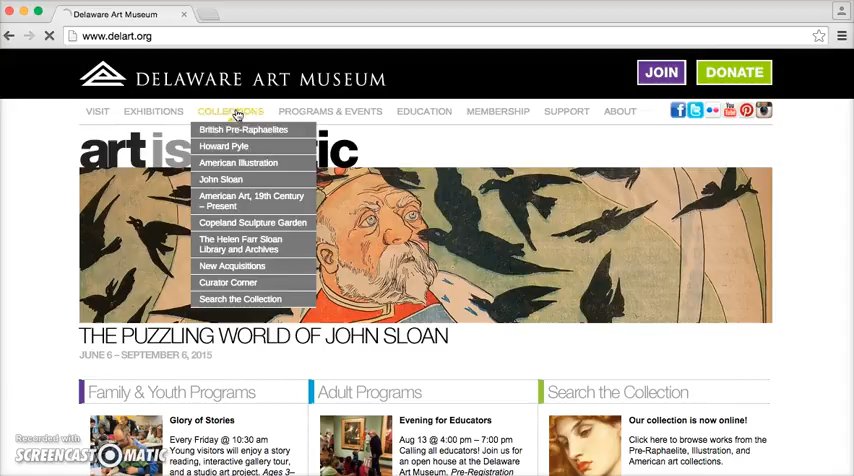 Delaware Art Museum
www.delart.org
DELAWARE ART MUSEUM
JOIN
DONATE
VISIT
EXHIBITIONS
COLLECTIONS
PROGRAMS & EVENTS
EDUCATION
MEMBERSHIP
SUPPORT
ABOUT
British Pre-Raphaelites
Howard Pyle
American Illustration
John Sloan
American Art, 19th Century
– Present
Copeland Sculpture Garden
The Helen Farr Sloan
Library and Archives
New Acquisitions
Curator Corner
Search the Collection
art is tic
THE PUZZLING WORLD OF JOHN SLOAN
JUNE 6 – SEPTEMBER 6, 2015
Family & Youth Programs
Glory of Stories
Every Friday @ 10:30 am
Young visitors will enjoy a story
reading, interactive gallery tour,
and a studio art project. Ages 3–
Adult Programs
Evening for Educators
Aug 13 @ 4:00 pm – 7:00 pm
Calling all educators! Join us for
an open house at the Delaware
Art Museum. Pre-Registration
Search the Collection
Our collection is now online!
Click here to browse works from the
Pre-Raphaelite, Illustration, and
American art collections.
Recorded with
SCREENCAST-O-MATIC